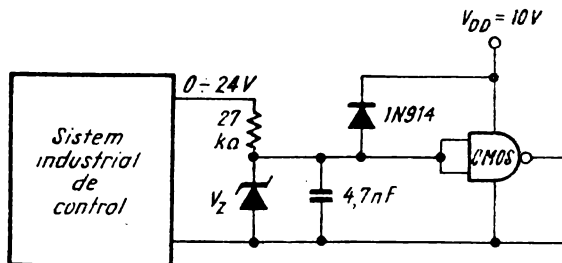 V_DD = 10V
0 ÷ 24V
27
kΩ
1N914
CMOS
Sistem
industrial
de
control
V_Z
4,7nF